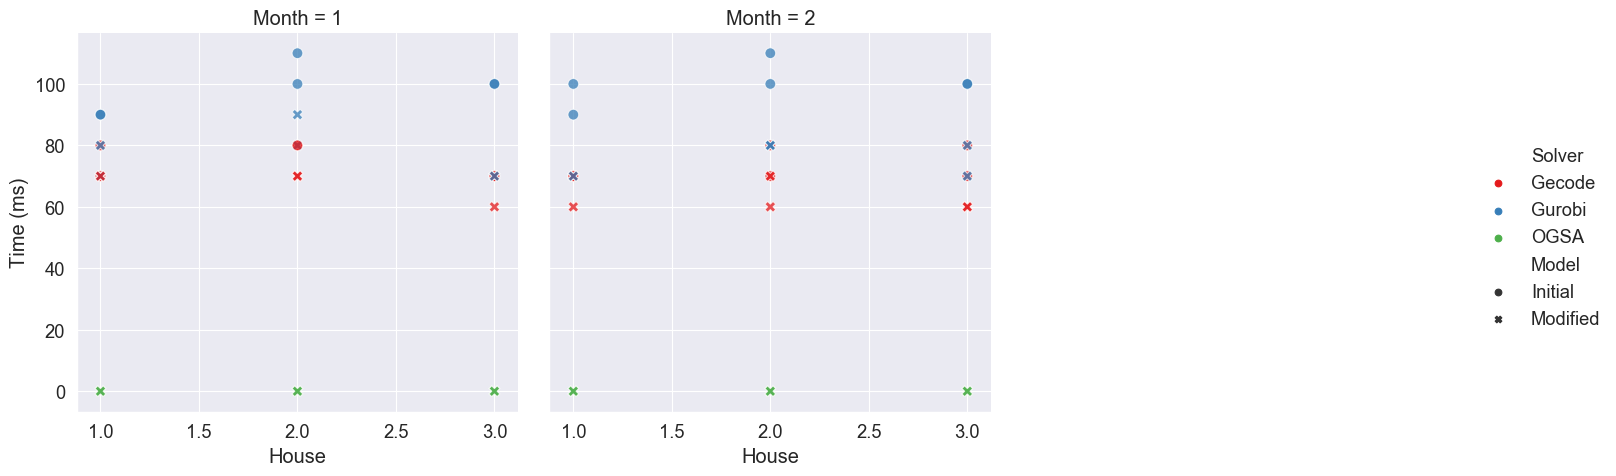 Month = 1
Month = 2
Time (ms)
100
80
60
40
20
0
1.0 1.5 2.0 2.5 3.0
1.0 1.5 2.0 2.5 3.0
House
House
Solver
Gecode
Gurobi
OGSA
Model
Initial
Modified